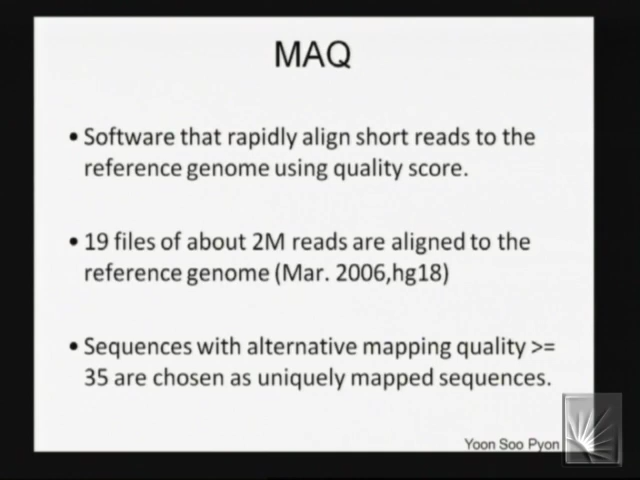 MAQ
• Software that rapidly align short reads to the
reference genome using quality score.
• 19 files of about 2M reads are aligned to the
reference genome (Mar. 2006,hg18)
• Sequences with alternative mapping quality >=
35 are chosen as uniquely mapped sequences.
Yoon Soo Pyon